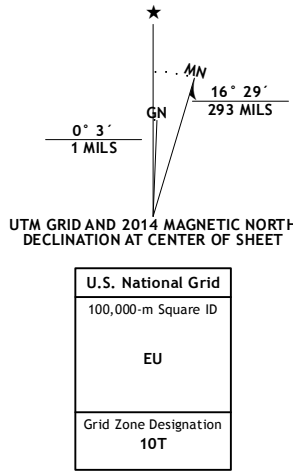 ★
MN
GN
16° 29´
293 MILS
0° 3´
1 MILS
UTM GRID AND 2014 MAGNETIC NORTH
DECLINATION AT CENTER OF SHEET
U.S. National Grid
100,000-m Square ID
EU
Grid Zone Designation
10T